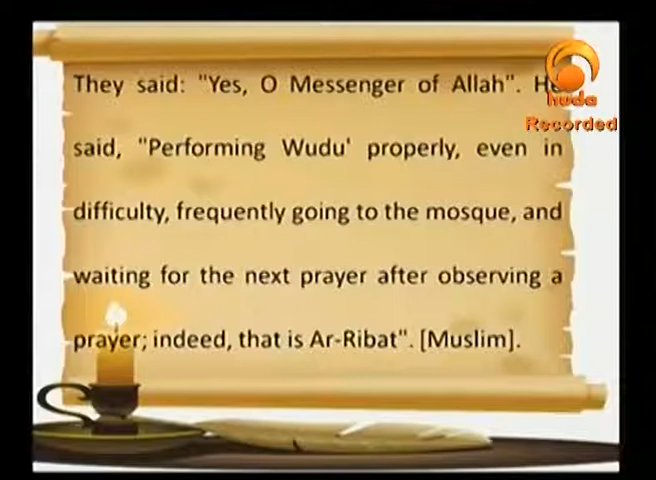 They said: "Yes, O Messenger of Allah". He
said, "Performing Wudu' properly, even in
difficulty, frequently going to the mosque, and
waiting for the next prayer after observing a
prayer; indeed, that is Ar-Ribat". [Muslim].
huda
Recorded